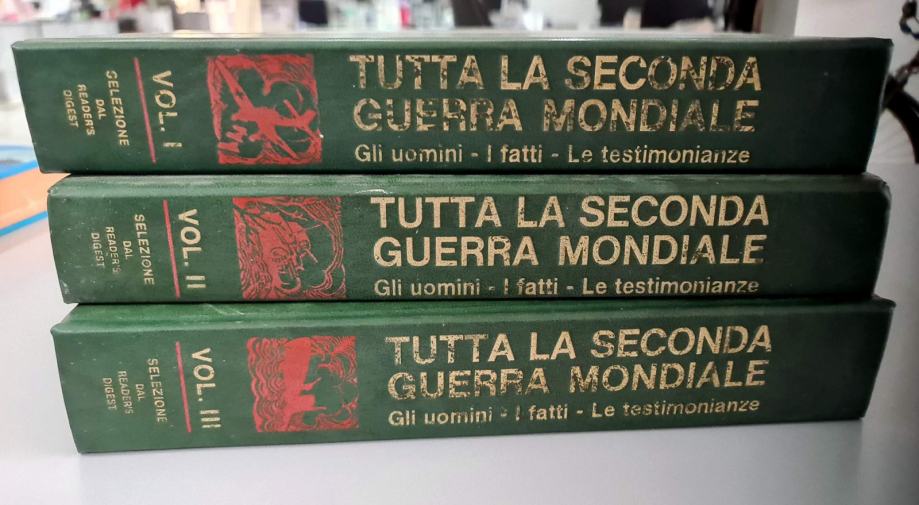 TUTTA LA SECONDA
GUERRA MONDIALE
Gli uomini - I fatti - Le testimonianze
VOL. I
SELEZIONE
DAL
READER'S
DIGEST
TUTTA LA SECONDA
GUERRA MONDIALE
Gli uomini - I fatti - Le testimonianze
VOL. II
SELEZIONE
DAL
READER'S
DIGEST
TUTTA LA SECONDA
GUERRA MONDIALE
Gli uomini - I fatti - Le testimonianze
VOL. III
SELEZIONE
DAL
READER'S
DIGEST